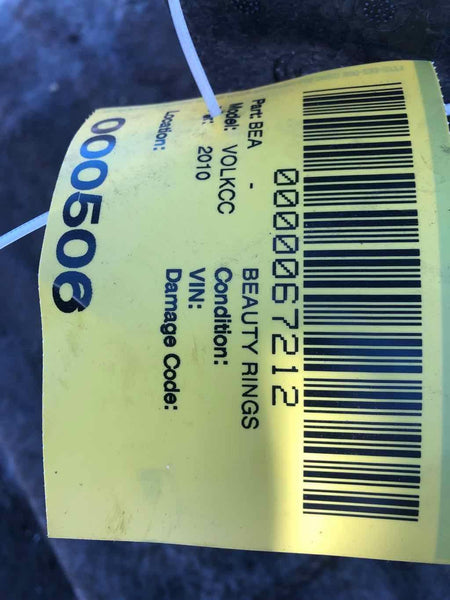 0000067212
Part: BEA - BEAUTY RINGS
Model: VOLKCC Condition:
2010 VIN:
Location: Damage Code:
000506